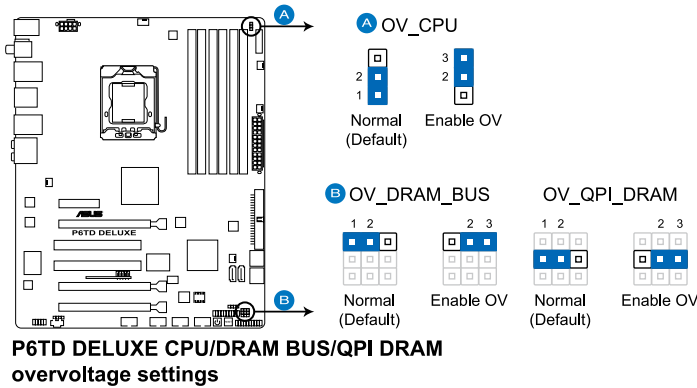 A
A OV_CPU
2
1
3
2
Normal
(Default)
Enable OV
B OV_DRAM_BUS
OV_QPI_DRAM
1 2
2 3
1 2
2 3
Normal
(Default)
Enable OV
Normal
(Default)
Enable OV
ASUS
P6TD DELUXE
B
P6TD DELUXE CPU/DRAM BUS/QPI DRAM
overvoltage settings